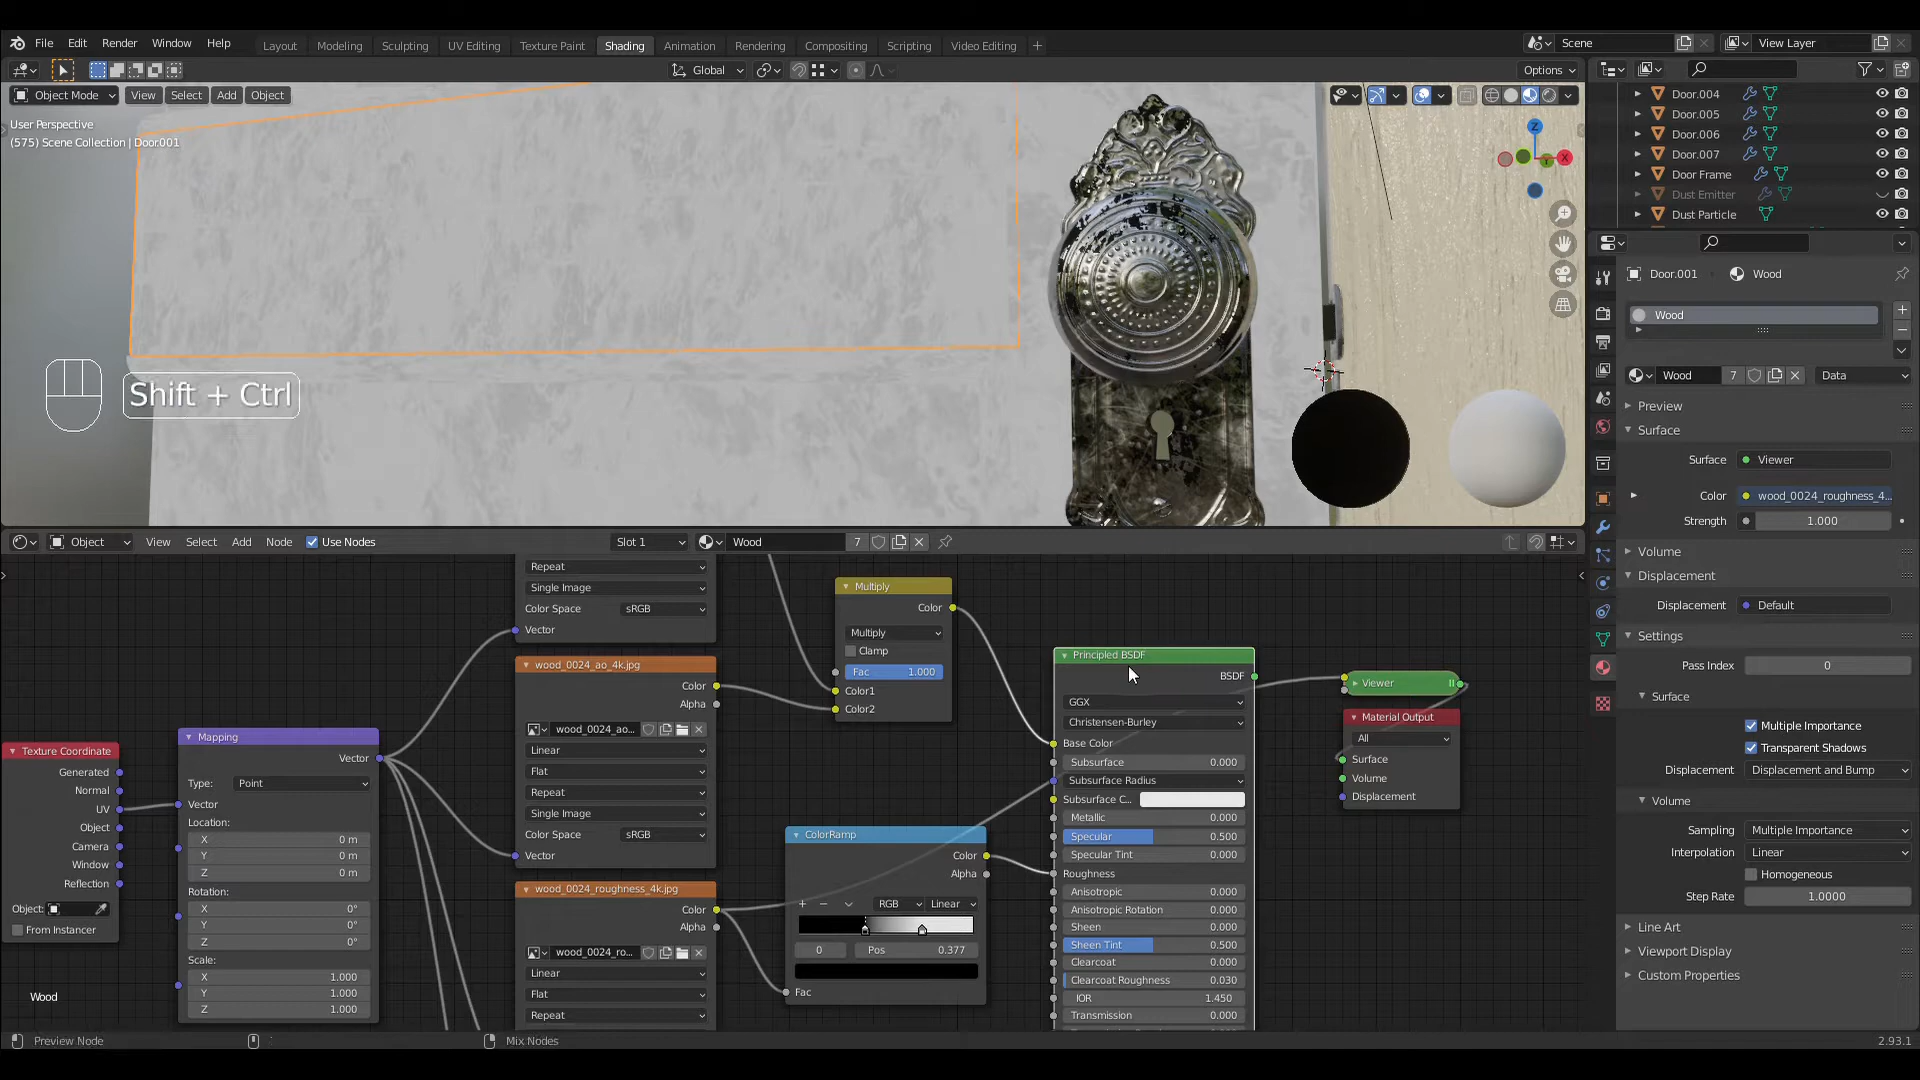 File Edit Render Window Help
Layout Modeling Sculpting UV Editing Texture Paint Shading Animation Rendering Compositing Scripting Video Editing +
Scene
View Layer
Global
Options
Object Mode View Select Add Object
User Perspective
(575) Scene Collection | Door.001
Z
X
Shift + Ctrl
Door.004
Door.005
Door.006
Door.007
Door Frame
Dust Emitter
Dust Particle
Door.001
Wood
Wood
Wood 7
Data
Preview
Surface
Surface Viewer
Color wood_0024_roughness_4...
Strength 1.000
Volume
Displacement
Displacement Default
Settings
Pass Index 0
Surface
Multiple Importance
Transparent Shadows
Displacement Displacement and Bump
Volume
Sampling Multiple Importance
Interpolation Linear
Homogeneous
Step Rate 1.0000
Line Art
Viewport Display
Custom Properties
Object View Select Add Node Use Nodes
Slot 1
Wood 7
Texture Coordinate
Generated
Normal
UV
Object
Camera
Window
Reflection
Object:
From Instancer
Wood
Mapping
Vector
Type: Point
Vector
Location:
X 0 m
Y 0 m
Z 0 m
Rotation:
X 0°
Y 0°
Z 0°
Scale:
X 1.000
Y 1.000
Z 1.000
Repeat
Single Image
Color Space sRGB
Vector
wood_0024_ao_4k.jpg
Color
Alpha
wood_0024_ao...
Linear
Flat
Repeat
Single Image
Color Space sRGB
Vector
wood_0024_roughness_4k.jpg
Color
Alpha
wood_0024_ro...
Linear
Flat
Repeat
Multiply
Color
Multiply
Clamp
Fac 1.000
Color1
Color2
ColorRamp
Color
Alpha
+ − RGB Linear
0 Pos 0.377
Fac
Principled BSDF
BSDF
GGX
Christensen-Burley
Base Color
Subsurface 0.000
Subsurface Radius
Subsurface C...
Metallic 0.000
Specular 0.500
Specular Tint 0.000
Roughness
Anisotropic 0.000
Anisotropic Rotation 0.000
Sheen 0.000
Sheen Tint 0.500
Clearcoat 0.000
Clearcoat Roughness 0.030
IOR 1.450
Transmission 0.000
Viewer
Material Output
All
Surface
Volume
Displacement
Preview Node
Mix Nodes
2.93.1